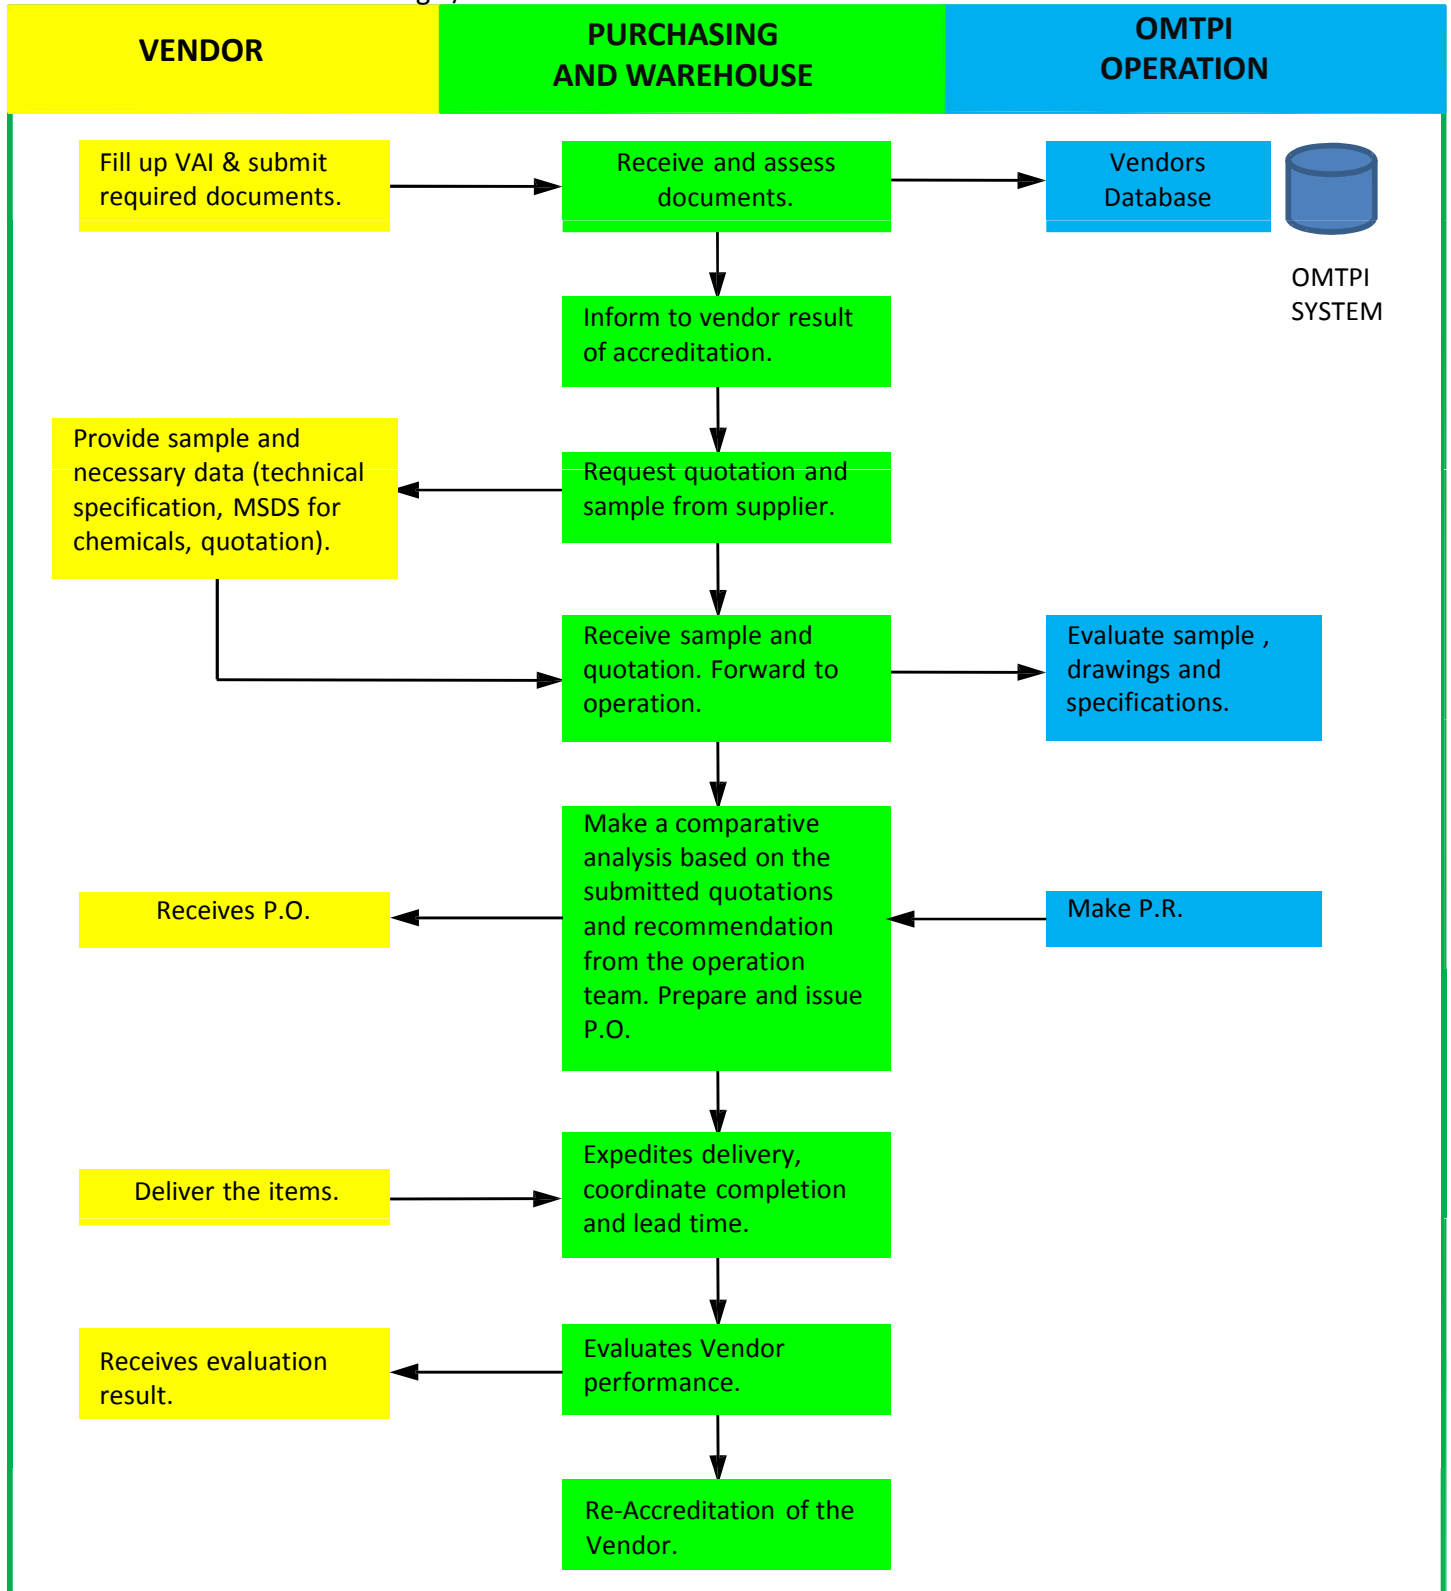 VENDOR
PURCHASING
AND WAREHOUSE
OMTPI
OPERATION
Fill up VAI & submit
required documents.
Receive and assess
documents.
Vendors
Database
OMTPI
SYSTEM
Inform to vendor result
of accreditation.
Provide sample and
necessary data (technical
specification, MSDS for
chemicals, quotation).
Request quotation and
sample from supplier.
Receive sample and
quotation. Forward to
operation.
Evaluate sample ,
drawings and
specifications.
Make a comparative
analysis based on the
submitted quotations
and recommendation
from the operation
team. Prepare and issue
P.O.
Receives P.O.
Make P.R.
Expedites delivery,
coordinate completion
and lead time.
Deliver the items.
Evaluates Vendor
performance.
Receives evaluation
result.
Re-Accreditation of the
Vendor.